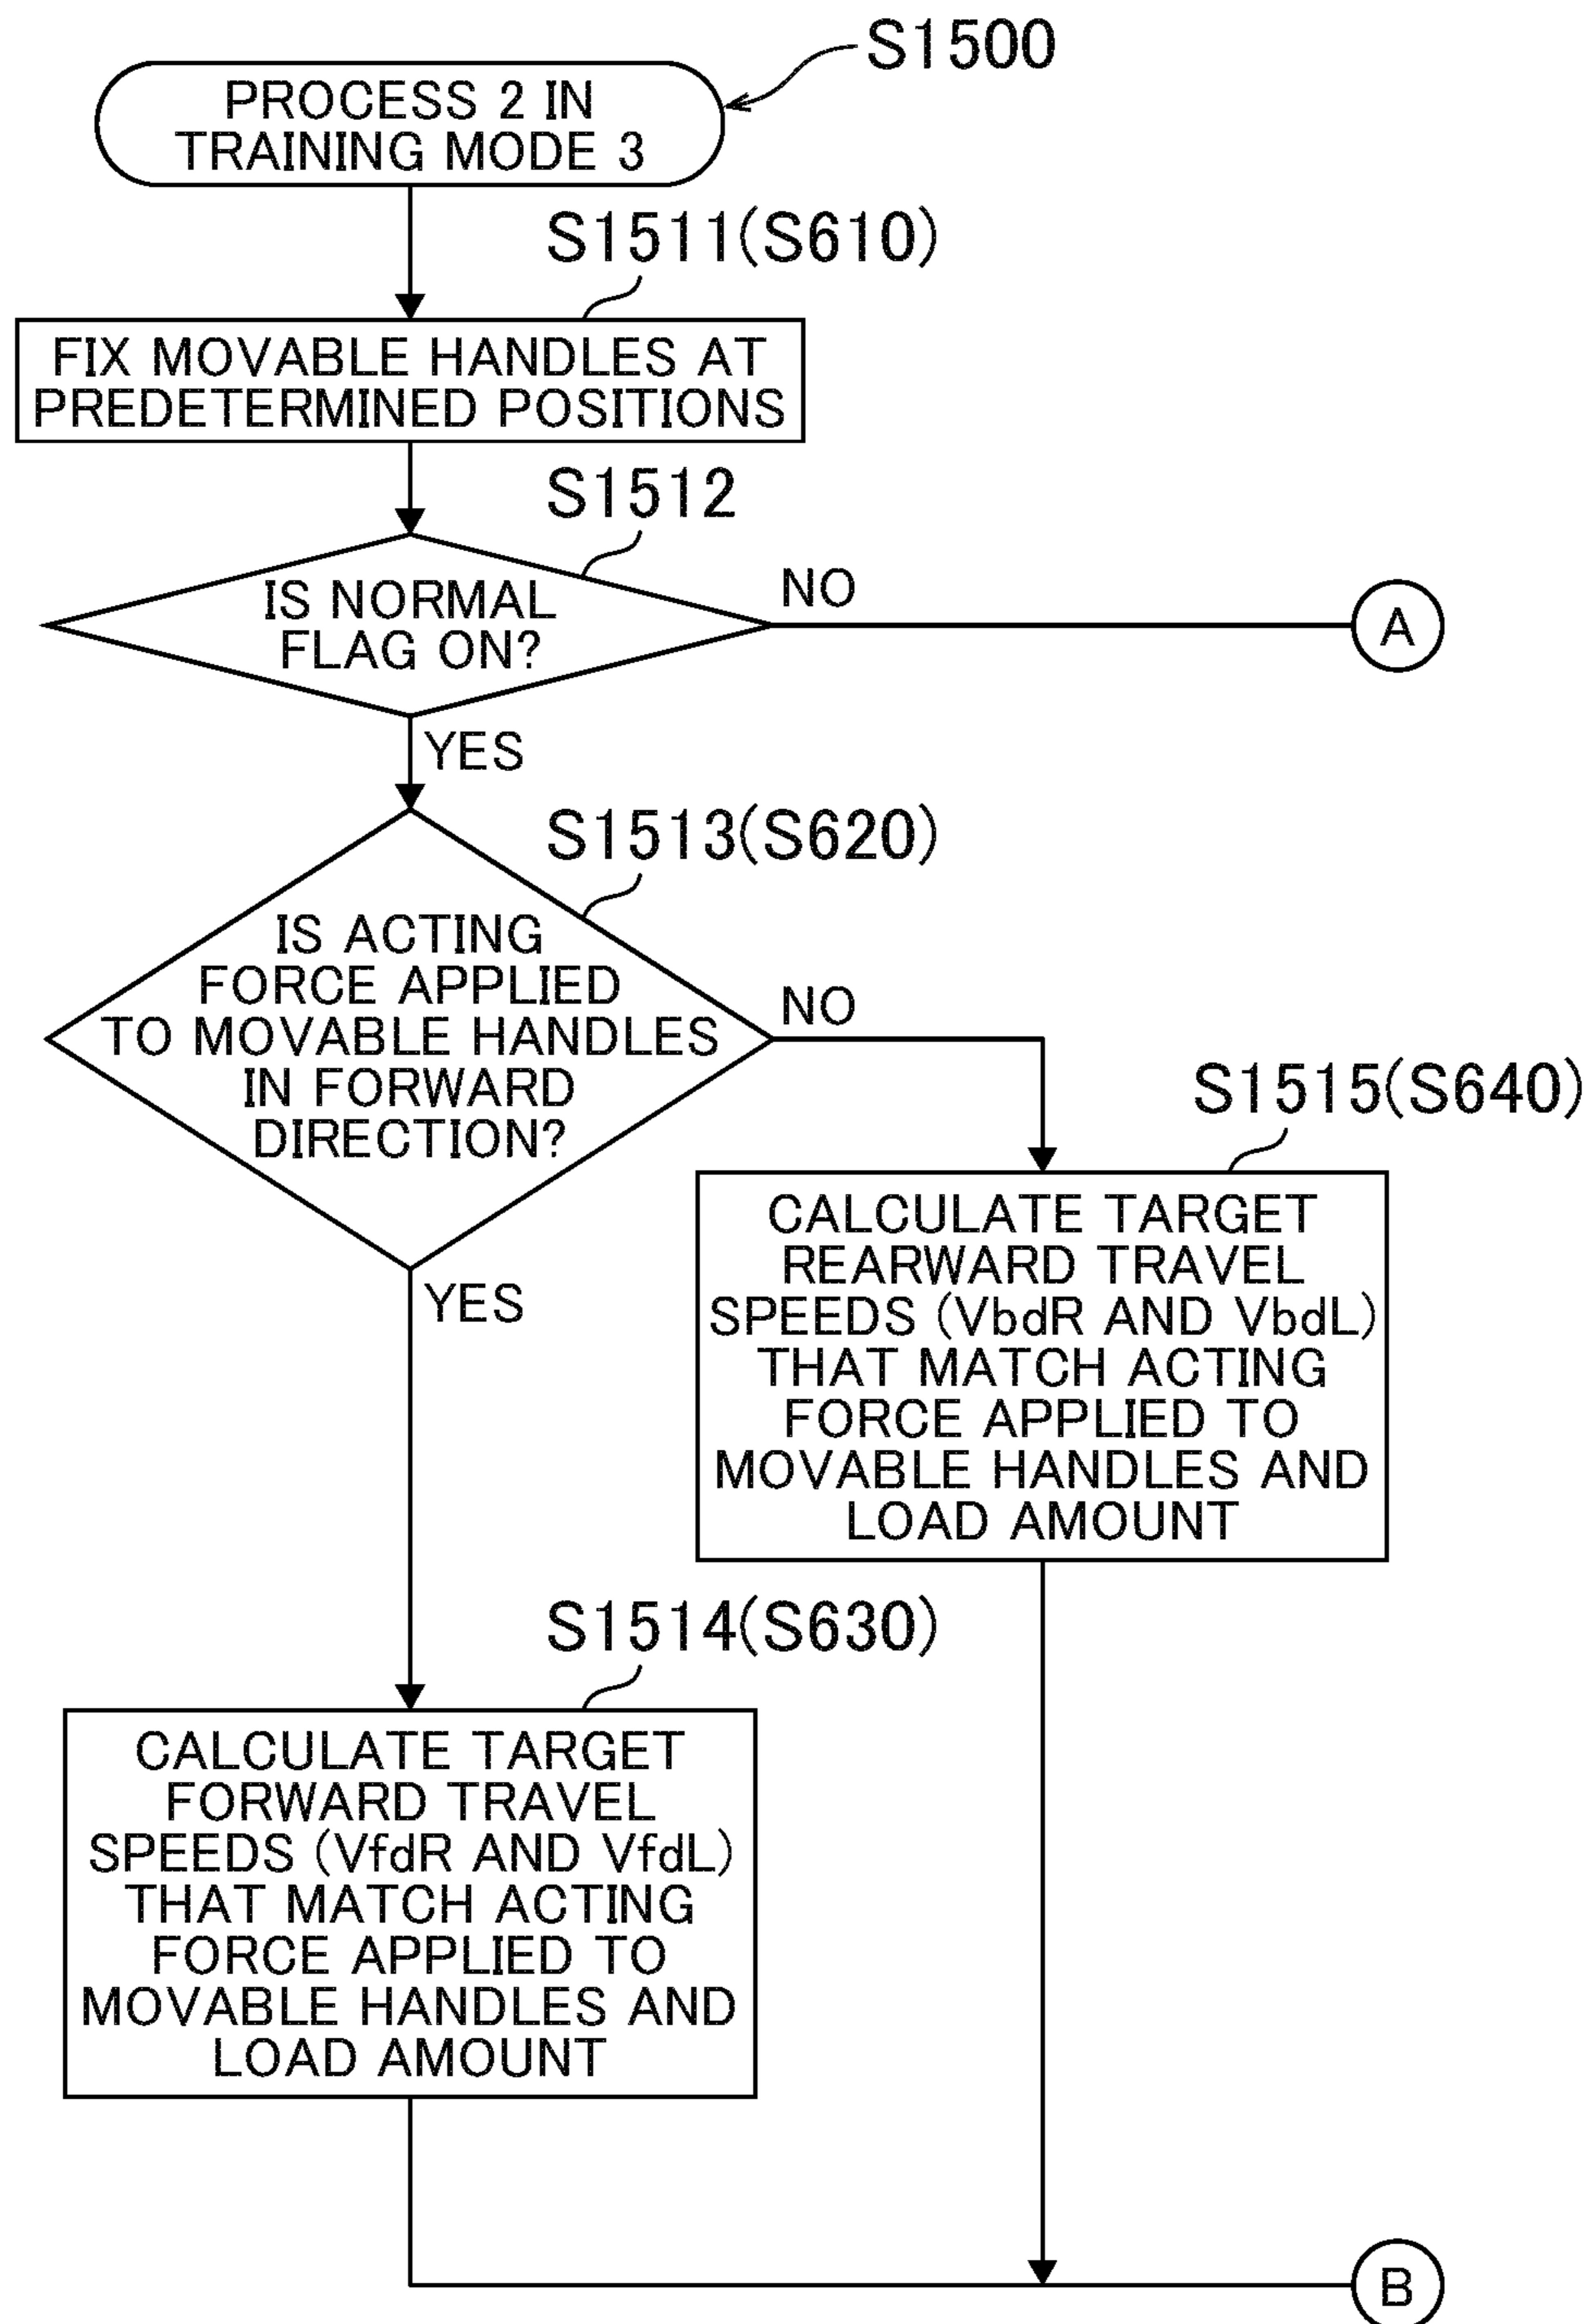 S1500
PROCESS 2 IN
TRAINING MODE 3
S1511(S610)
FIX MOVABLE HANDLES AT
PREDETERMINED POSITIONS
S1512
IS NORMAL
FLAG ON?
NO
A
YES
S1513(S620)
IS ACTING
FORCE APPLIED
TO MOVABLE HANDLES
IN FORWARD
DIRECTION?
NO
YES
S1515(S640)
CALCULATE TARGET
REARWARD TRAVEL
SPEEDS (VbdR AND VbdL)
THAT MATCH ACTING
FORCE APPLIED TO
MOVABLE HANDLES AND
LOAD AMOUNT
S1514(S630)
CALCULATE TARGET
FORWARD TRAVEL
SPEEDS (VfdR AND VfdL)
THAT MATCH ACTING
FORCE APPLIED TO
MOVABLE HANDLES AND
LOAD AMOUNT
B